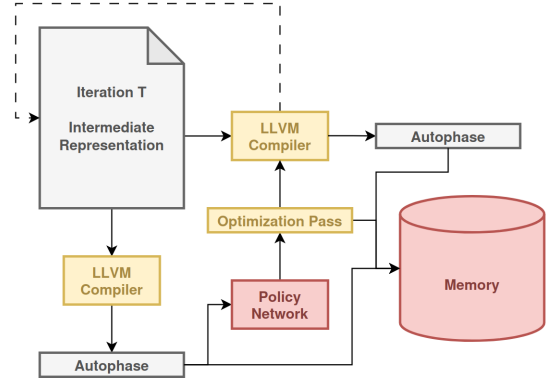 Iteration T
Intermediate
Representation
LLVM
Compiler
Autophase
Optimization Pass
LLVM
Compiler
Policy
Network
Memory
Autophase